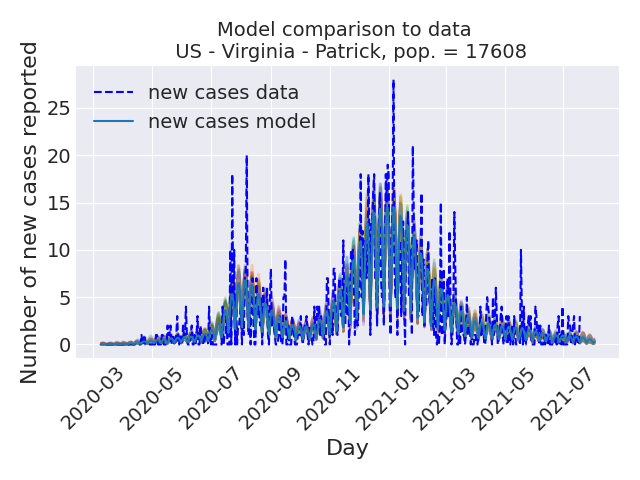 Model comparison to data
US - Virginia - Patrick, pop. = 17608
Number of new cases reported
25
20
15
10
5
0
new cases data
new cases model
2020-03
2020-05
2020-07
2020-09
2020-11
2021-01
2021-03
2021-05
2021-07
Day